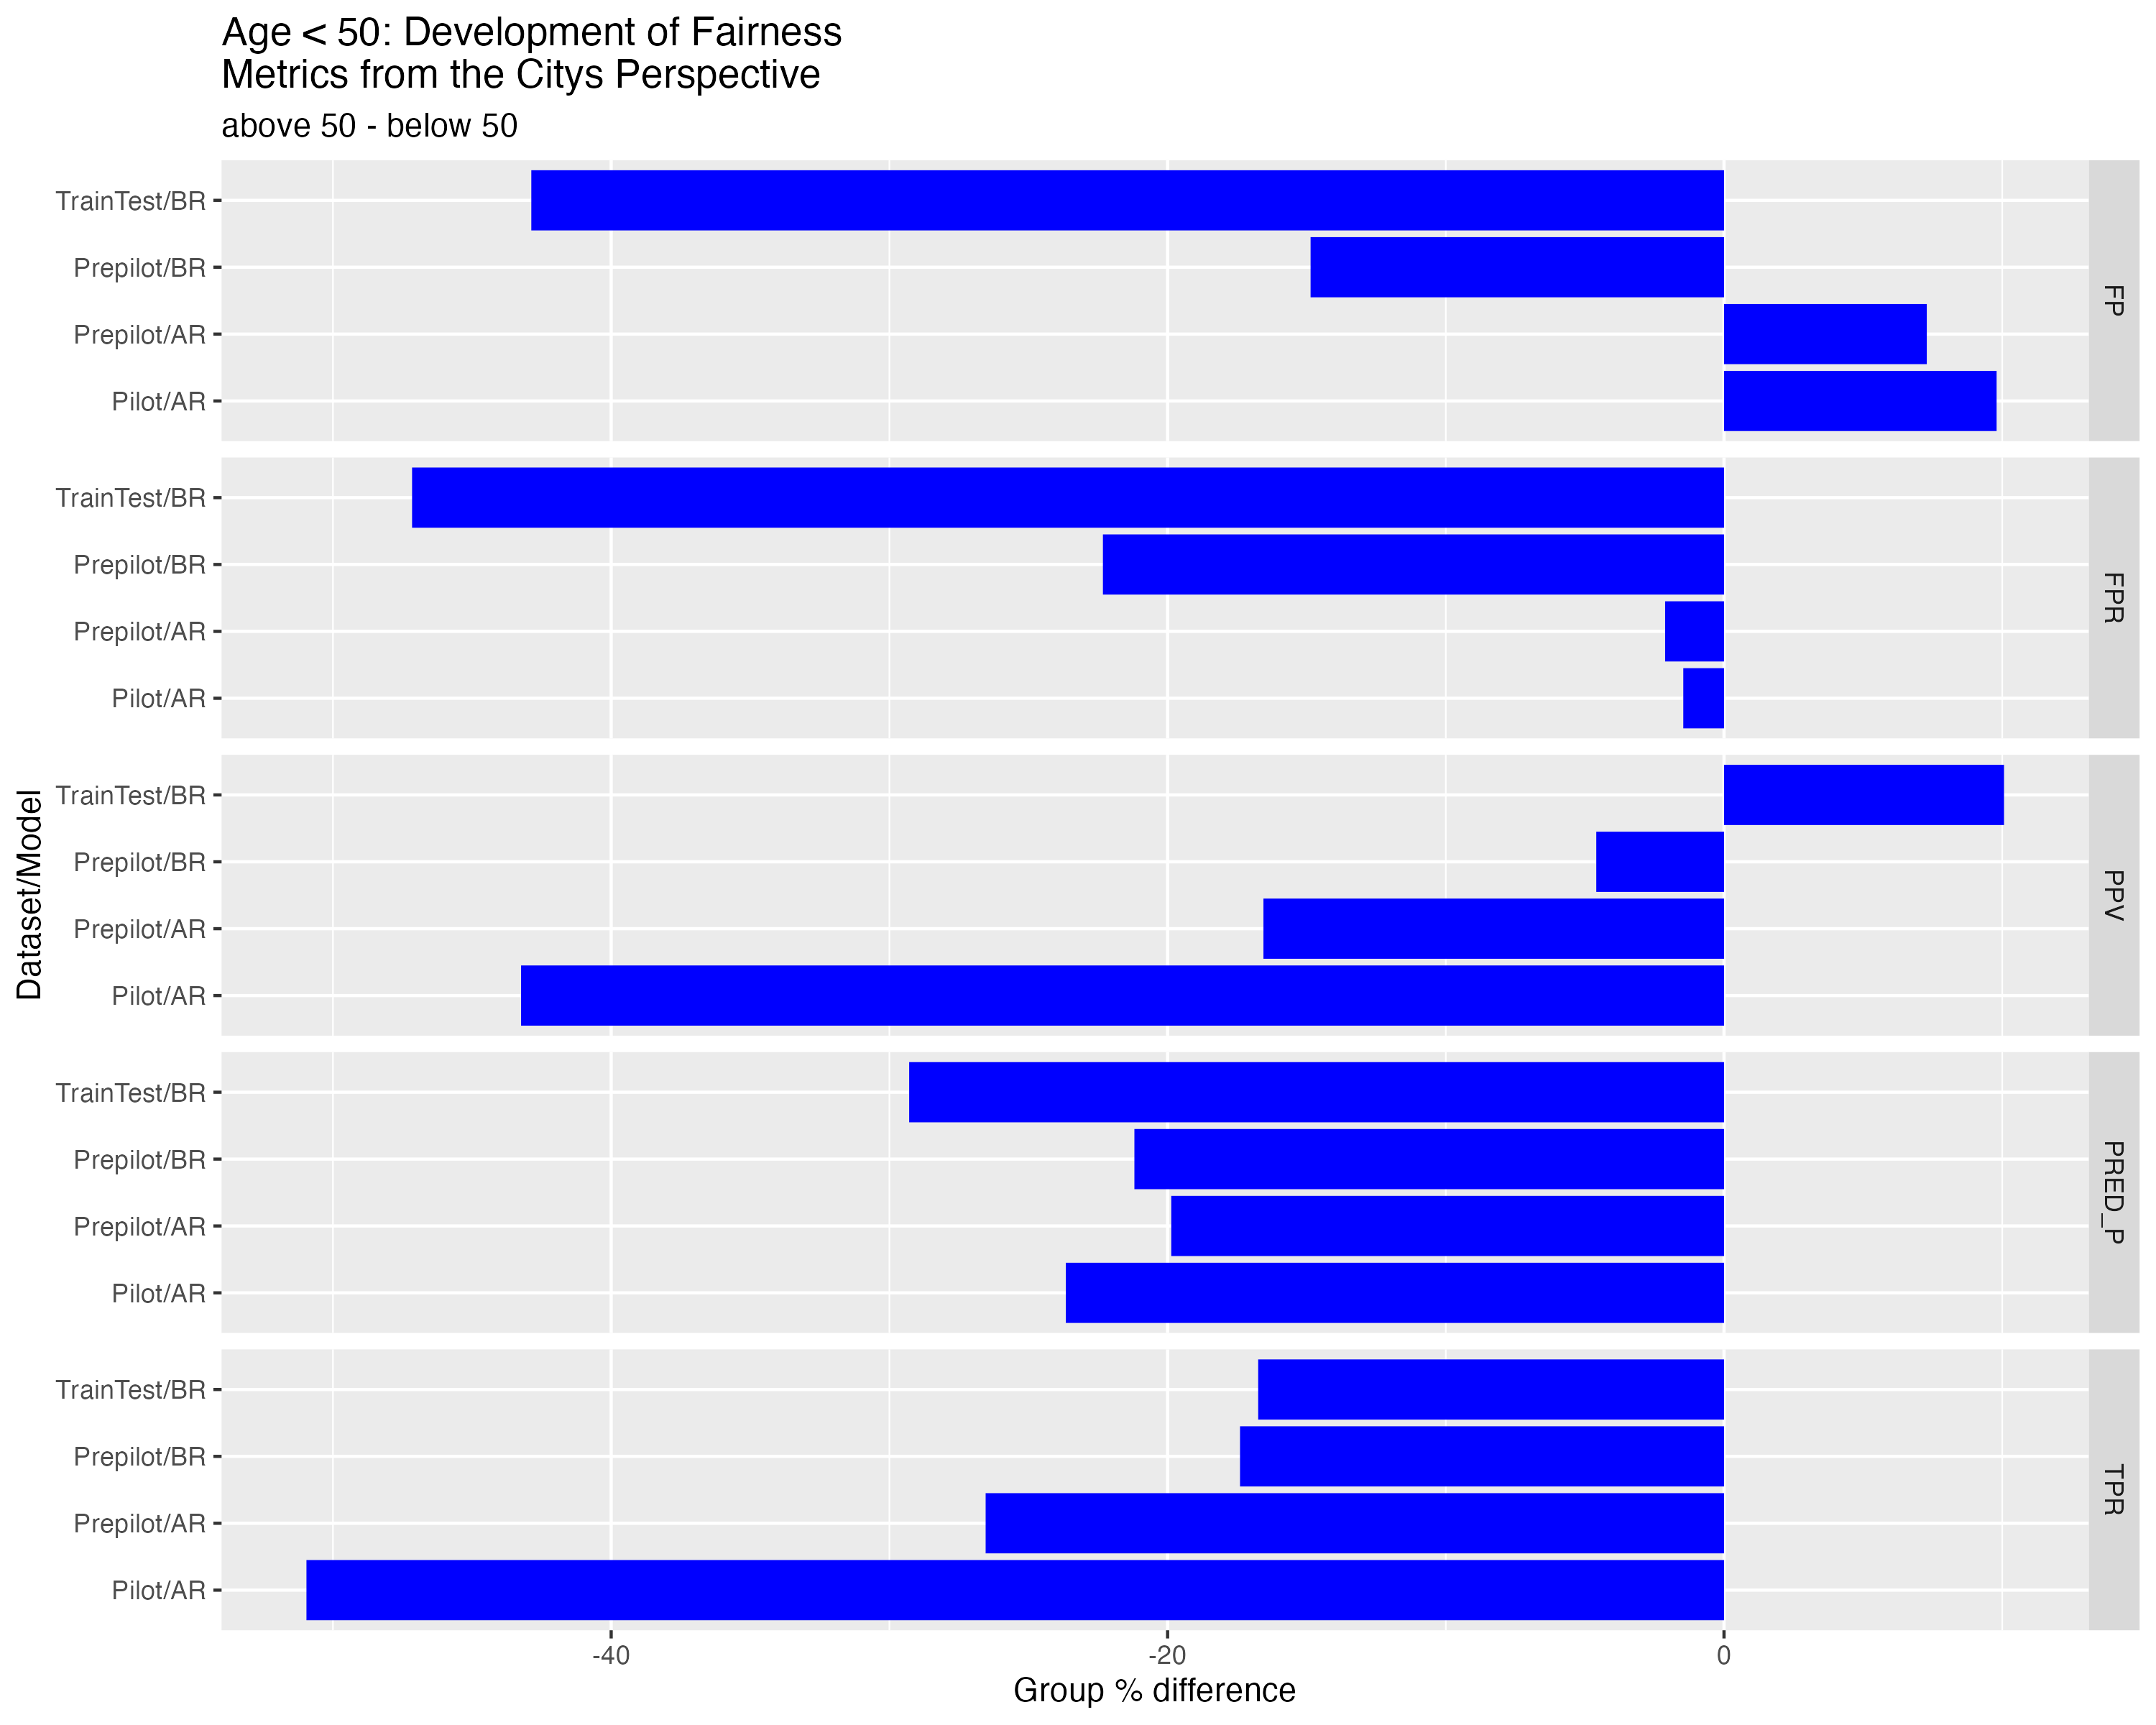 Age < 50: Development of Fairness
Metrics from the Citys Perspective
above 50 - below 50
Dataset/Model
TrainTest/BR
Prepilot/BR
Prepilot/AR
Pilot/AR
FP
TrainTest/BR
Prepilot/BR
Prepilot/AR
Pilot/AR
FPR
TrainTest/BR
Prepilot/BR
Prepilot/AR
Pilot/AR
PPV
TrainTest/BR
Prepilot/BR
Prepilot/AR
Pilot/AR
PRED_P
TrainTest/BR
Prepilot/BR
Prepilot/AR
Pilot/AR
TPR
-40 -20 0
Group % difference